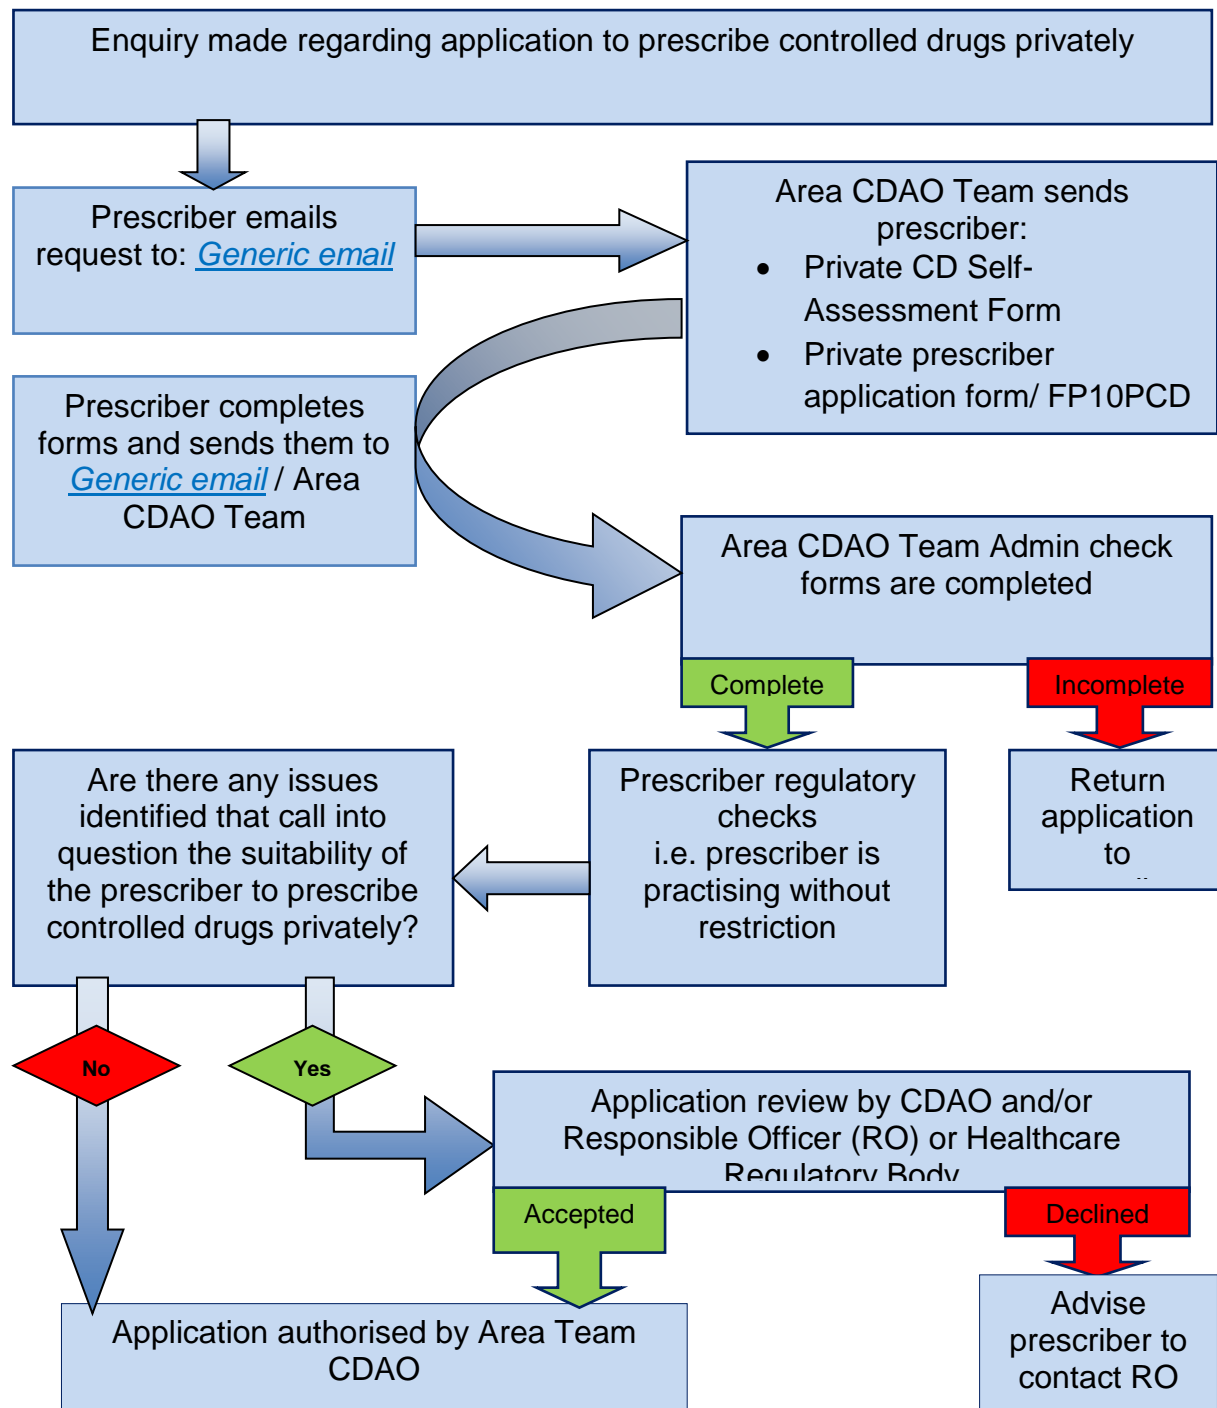 Enquiry made regarding application to prescribe controlled drugs privately
Prescriber emails
request to: Generic email
Area CDAO Team sends
prescriber:
• Private CD Self-
Assessment Form
• Private prescriber
application form/ FP10PCD
Prescriber completes
forms and sends them to
Generic email / Area
CDAO Team
Area CDAO Team Admin check
forms are completed
Complete
Incomplete
Are there any issues
identified that call into
question the suitability of
the prescriber to prescribe
controlled drugs privately?
Prescriber regulatory
checks
i.e. prescriber is
practising without
restriction
Return
application
to
No
Yes
Application review by CDAO and/or
Responsible Officer (RO) or Healthcare
Regulatory Body
Accepted
Declined
Application authorised by Area Team
CDAO
Advise
prescriber to
contact RO